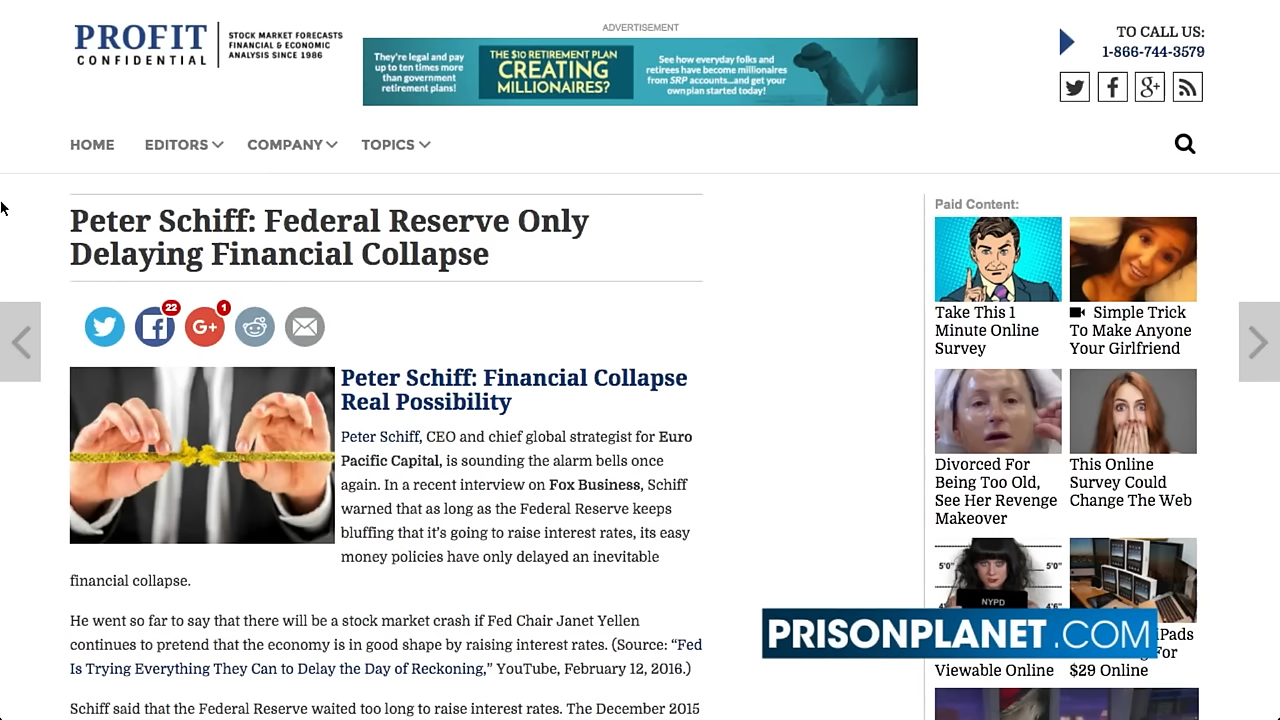 PROFIT
CONFIDENTIAL
STOCK MARKET FORECASTS
FINANCIAL & ECONOMIC
ANALYSIS SINCE 1986
ADVERTISEMENT
They're legal and pay
up to ten times more
than government
retirement plans!
THE $10 RETIREMENT PLAN
CREATING
MILLIONAIRES?
See how everyday folks and
retirees have become millionaires
from SRP accounts...and get your
own plan started today!
TO CALL US:
1-866-744-3579
HOME
EDITORS
COMPANY
TOPICS
Peter Schiff: Federal Reserve Only
Delaying Financial Collapse
22
1
G+
Peter Schiff: Financial Collapse
Real Possibility
Peter Schiff, CEO and chief global strategist for Euro
Pacific Capital, is sounding the alarm bells once
again. In a recent interview on Fox Business, Schiff
warned that as long as the Federal Reserve keeps
bluffing that it's going to raise interest rates, its easy
money policies have only delayed an inevitable
financial collapse.
He went so far to say that there will be a stock market crash if Fed Chair Janet Yellen
continues to pretend that the economy is in good shape by raising interest rates. (Source: “Fed
Is Trying Everything They Can to Delay the Day of Reckoning,” YouTube, February 12, 2016.)
Schiff said that the Federal Reserve waited too long to raise interest rates. The December 2015
Paid Content:
Take This 1
Minute Online
Survey
Simple Trick
To Make Anyone
Your Girlfriend
Divorced For
Being Too Old,
See Her Revenge
Makeover
This Online
Survey Could
Change The Web
5'0"
5'0"
NYPD
4'6"
Viewable Online
iPads
For
$29 Online
PRISONPLANET.COM